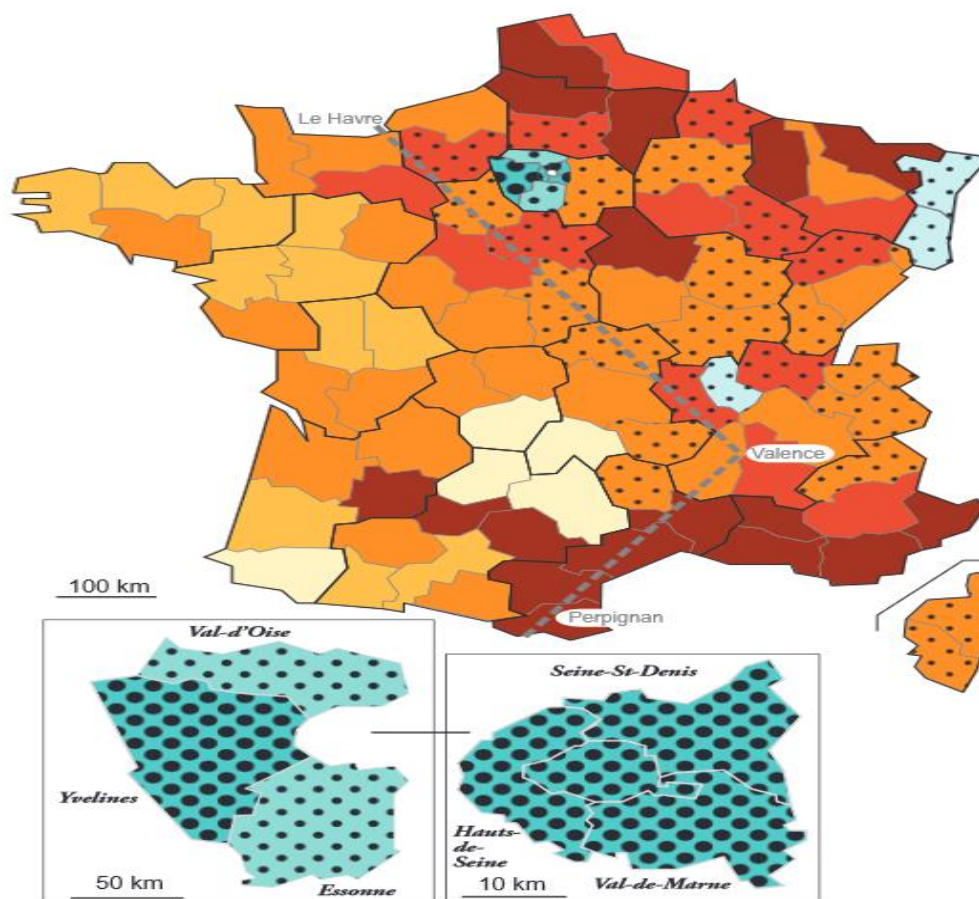 Le Havre
Valence
100 km
Perpignan
Val-d'Oise
Yvelines
50 km
Essonne
Seine-St-Denis
Hauts-
de-
Seine
10 km
Val-de-Marne